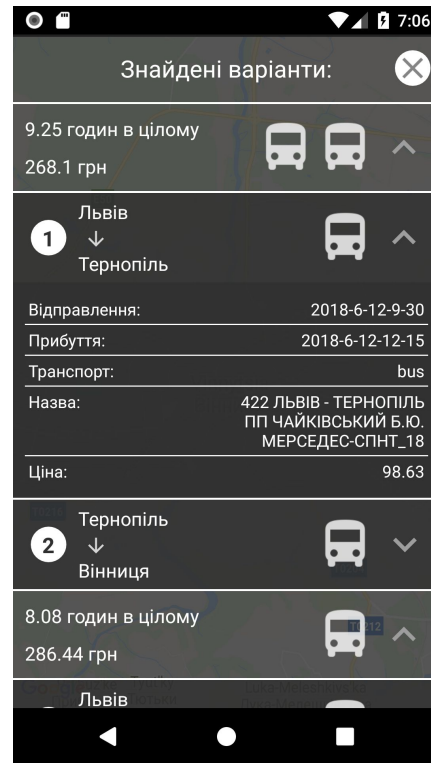 7:06
Знайдені варіанти:
9.25 годин в цілому
268.1 грн
1
Львів
Тернопіль
Відправлення: 2018-6-12-9-30
Прибуття: 2018-6-12-12-15
Транспорт: bus
Назва: 422 ЛЬВІВ - ТЕРНОПІЛЬ
ПП ЧАЙКІВСЬКИЙ Б.Ю.
МЕРСЕДЕС-СПНТ_18
Ціна: 98.63
2
Тернопіль
Вінниця
8.08 годин в цілому
286.44 грн
Львів